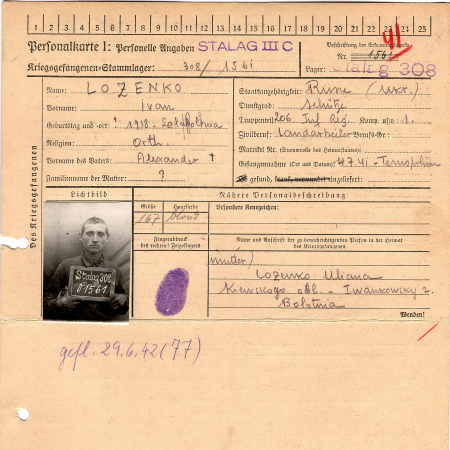 1 2 3 4 5 6 7 8 9 10 11 12 13 14 15 16 17 18 19 20 21 22 23 24 25
Personalkarte I: Personelle Angaben STALAG III C
Beschriftung der Erkennungsmarke
Nr. 1561
Kriegsgefangenen-Stammlager: 308/1561
Lager: Stalag 308
Des Kriegsgefangenen
Name: LOZENKO
Vorname: Ivan
Geburtstag und -ort: 1918
Religion: Orth.
Vorname des Vaters: Alexander †
Familienname der Mutter: ?
Staatsangehörigkeit: Russe (Ukr.)
Dienstgrad: Schütze
Truppenteil: 206. Inf. Reg. Komp. usw.: 1.
Zivilberuf: Landarbeiter Berufs-Gr.:
Matrikel Nr. (Stammrolle des Heimatstaates):
Gefangennahme (Ort und Datum): 4.7.41 - Tarnopol
gesund, krank, verwundet eingeliefert:
Lichtbild
Nähere Personalbeschreibung
Größe Haarfarbe Besondere Kennzeichen:
167 blond
Stalag 308
01561
Fingerabdruck
des rechten! Zeigefingers
Name und Anschrift der zu benachrichtigenden Person in der Heimat
des Kriegsgefangenen
Mutter)
Lozenko Uliana
Kiewskogo obl. - Iwankowsky r.
Bolotnia
Wenden!
gefl. 29.6.42 (77)